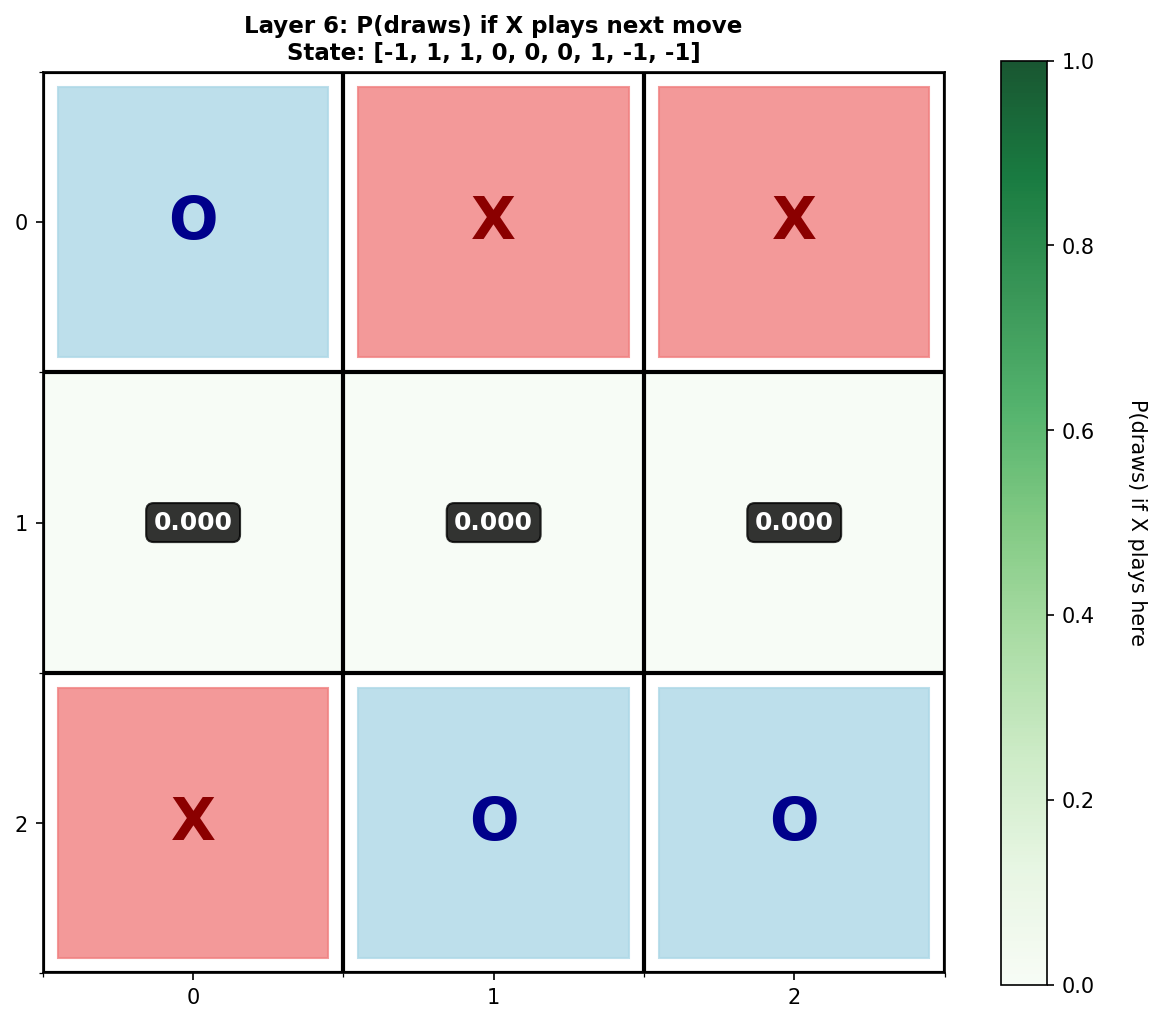 Layer 6: P(draws) if X plays next move
State: [-1, 1, 1, 0, 0, 0, 1, -1, -1]
O X X
0.000 0.000 0.000
X O O
0
1
2
0 1 2
1.0
0.8
0.6
0.4
0.2
0.0
P(draws) if X plays here